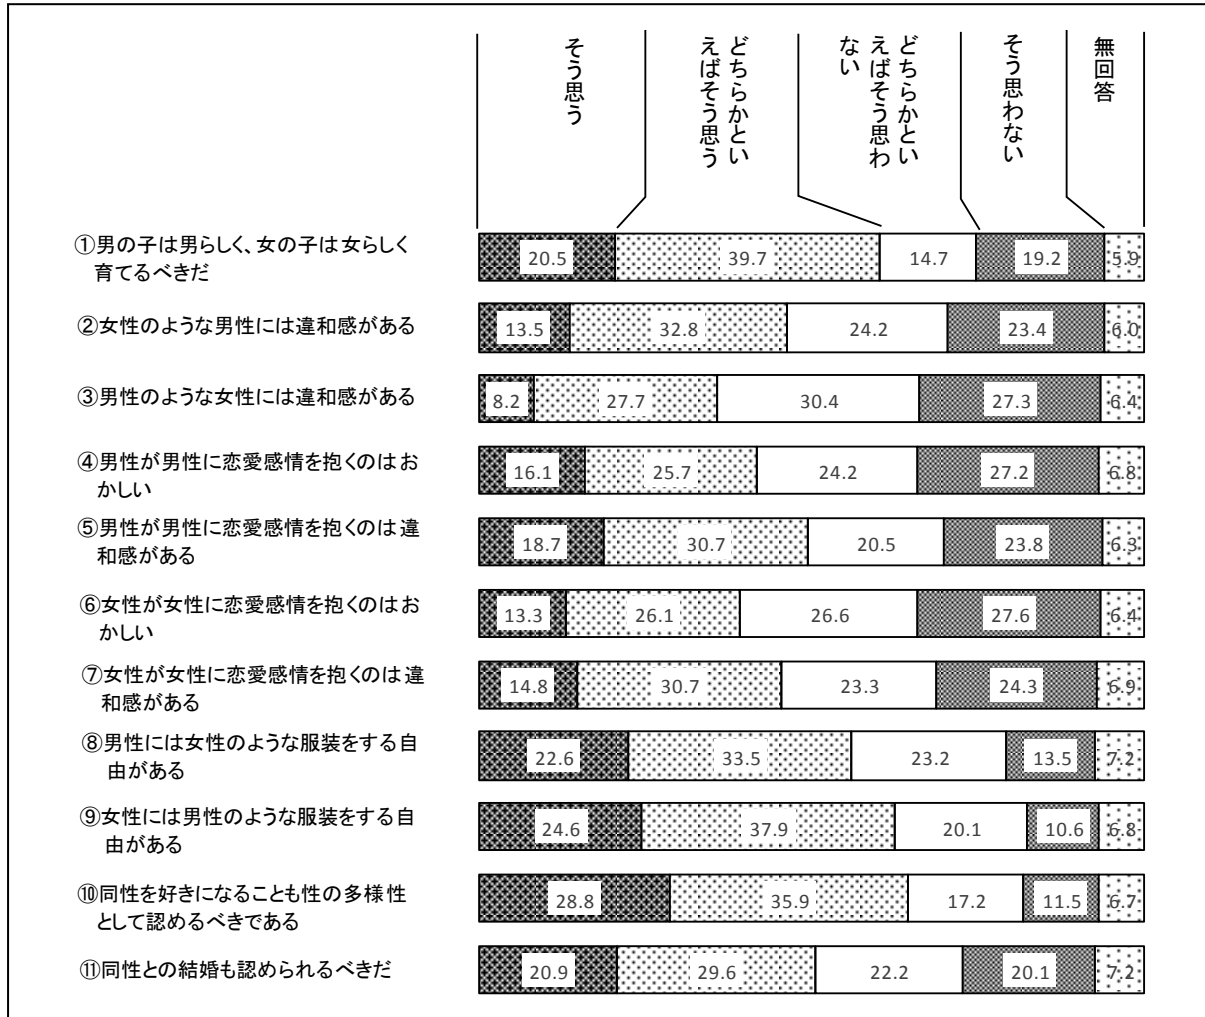 そう思う
どちらかとい
えばそう思う
どちらかとい
えばそう思わ
ない
そう思わない
無回答
①男の子は男らしく、女の子は女らしく
育てるべきだ
20.5 39.7 14.7 19.2 5.9
②女性のような男性には違和感がある
13.5 32.8 24.2 23.4 6.0
③男性のような女性には違和感がある
8.2 27.7 30.4 27.3 6.4
④男性が男性に恋愛感情を抱くのはお
かしい
16.1 25.7 24.2 27.2 6.8
⑤男性が男性に恋愛感情を抱くのは違
和感がある
18.7 30.7 20.5 23.8 6.3
⑥女性が女性に恋愛感情を抱くのはお
かしい
13.3 26.1 26.6 27.6 6.4
⑦女性が女性に恋愛感情を抱くのは違
和感がある
14.8 30.7 23.3 24.3 6.9
⑧男性には女性のような服装をする自
由がある
22.6 33.5 23.2 13.5 7.2
⑨女性には男性のような服装をする自
由がある
24.6 37.9 20.1 10.6 6.8
⑩同性を好きになることも性の多様性
として認めるべきである
28.8 35.9 17.2 11.5 6.7
⑪同性との結婚も認められるべきだ
20.9 29.6 22.2 20.1 7.2